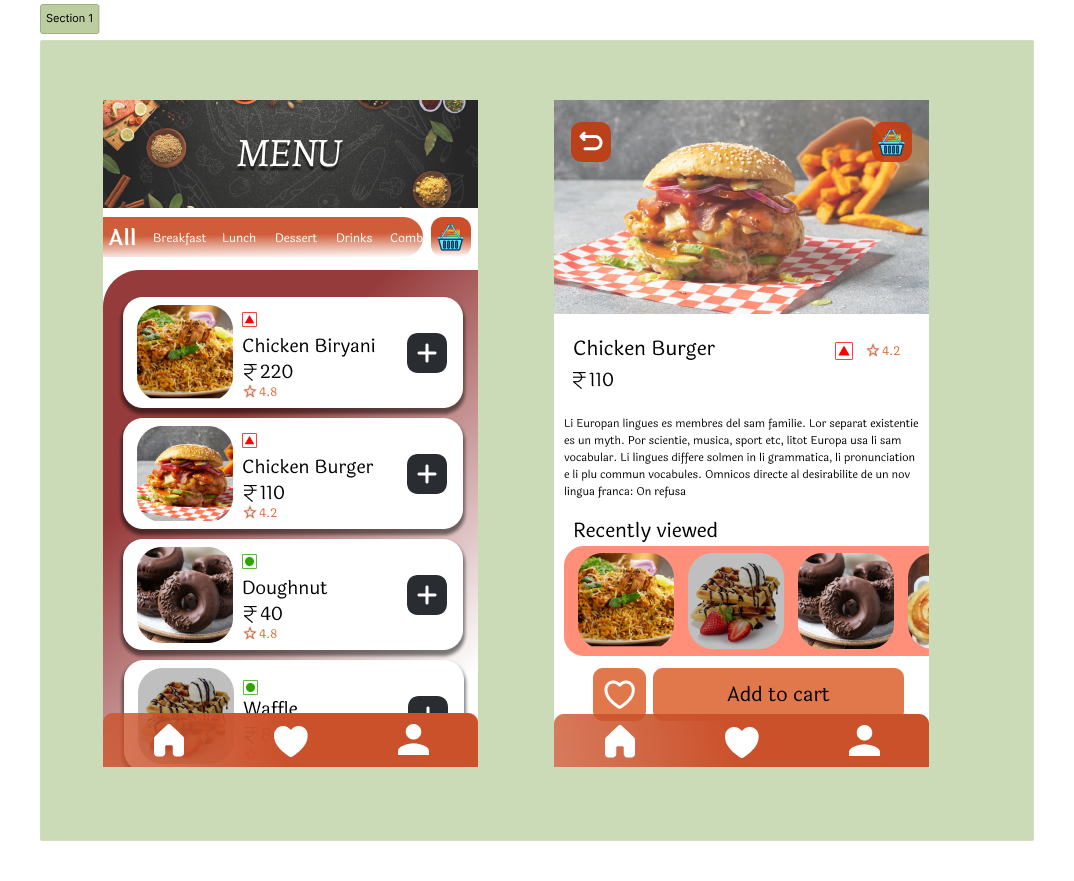 Section 1
MENU
All Breakfast Lunch Dessert Drinks Comb
Chicken Biryani
₹220
4.8
Chicken Burger
₹110
4.2
Doughnut
₹40
4.8
Waffle
Chicken Burger
4.2
₹110
Li Europan lingues es membres del sam familie. Lor separat existentie
es un myth. Por scientie, musica, sport etc, litot Europa usa li sam
vocabular. Li lingues differe solmen in li grammatica, li pronunciation
e li plu commun vocabules. Omnicos directe al desirabilite de un nov
lingua franca: On refusa
Recently viewed
Add to cart